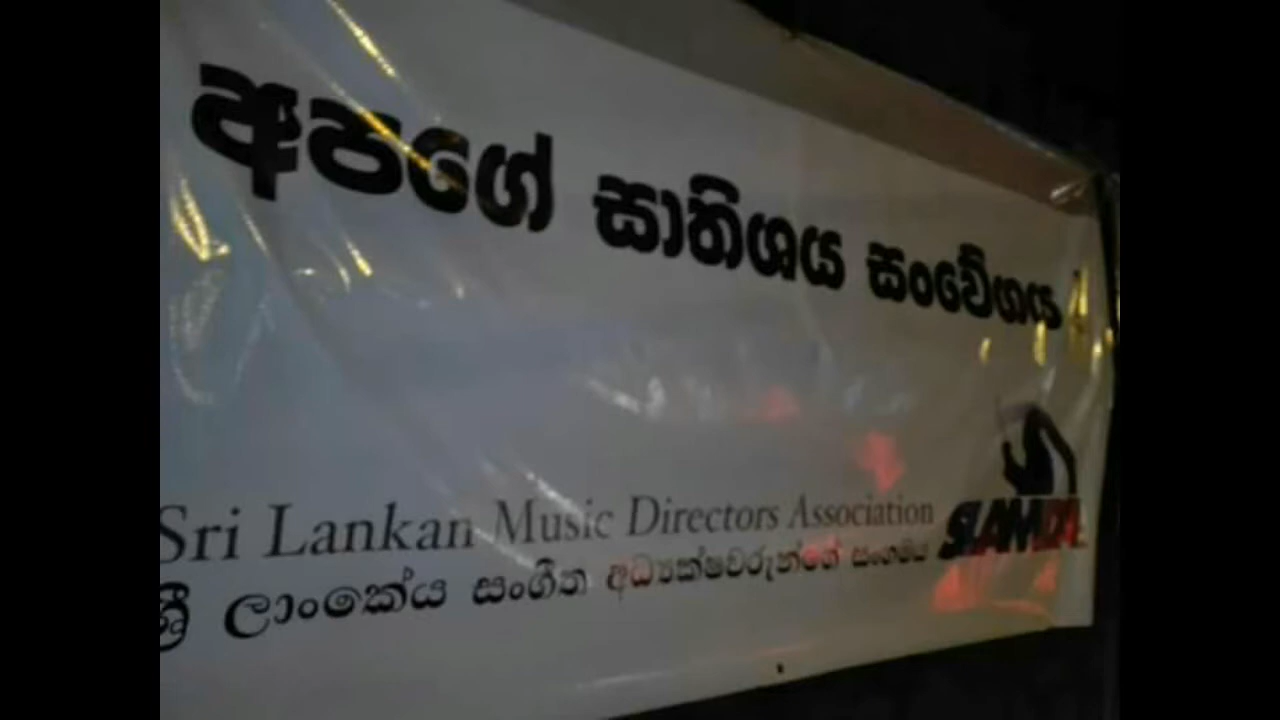 අපගේ සාතිශය සංවේගය
Sri Lankan Music Directors Association
ශ්‍රී ලාංකේය සංගීත අධ්‍යක්ෂවරුන්ගේ සංගමය
SLAMDA